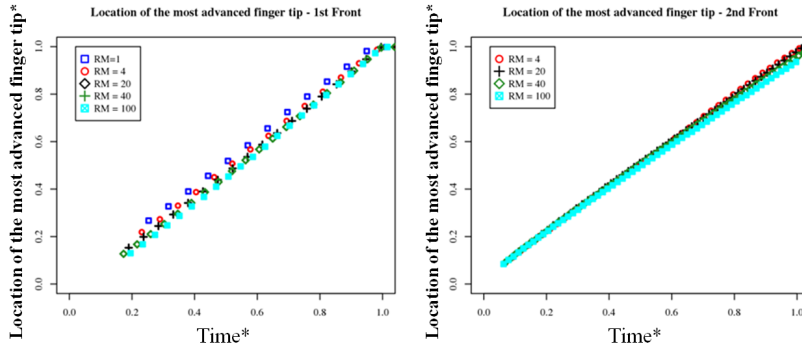 Location of the most advanced finger tip - 1st Front
Location of the most advanced finger tip*
1.0
0.8
0.6
0.4
0.2
0.0
RM=1
RM = 4
RM = 20
RM = 40
RM = 100
0.0 0.2 0.4 0.6 0.8 1.0
Time*
Location of the most advanced finger tip - 2nd Front
Location of the most advanced finger tip*
1.0
0.8
0.6
0.4
0.2
0.0
RM = 4
RM = 20
RM = 40
RM = 100
0.0 0.2 0.4 0.6 0.8 1.0
Time*